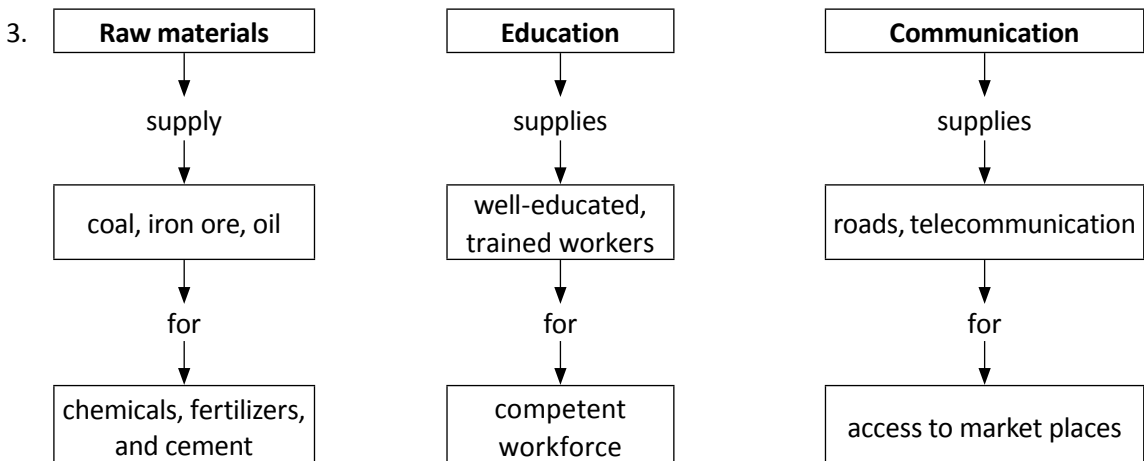 3.
Raw materials
supply
coal, iron ore, oil
for
chemicals, fertilizers,
and cement
Education
supplies
well-educated,
trained workers
for
competent
workforce
Communication
supplies
roads, telecommunication
for
access to market places